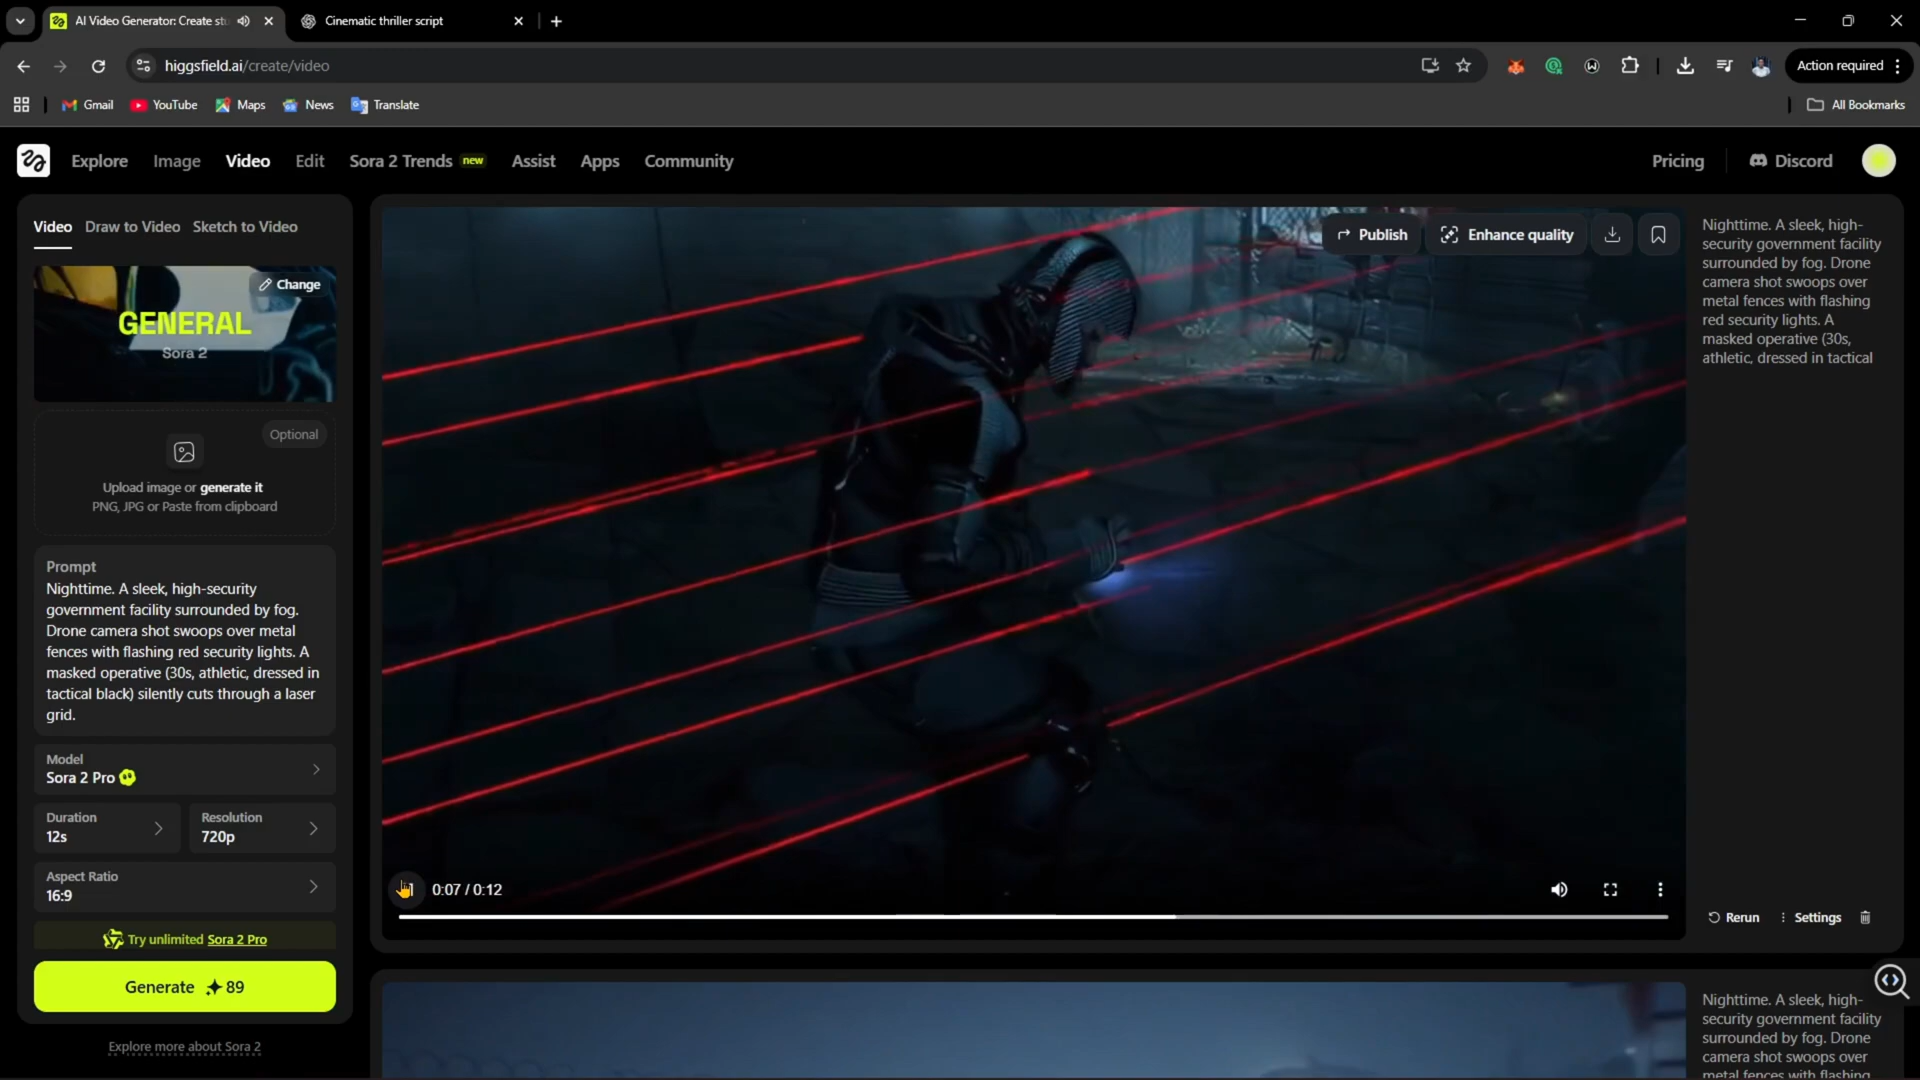 AI Video Generator: Create stu
Cinematic thriller script
higgsfield.ai/create/video
Action required
Gmail
YouTube
Maps
News
Translate
All Bookmarks
Explore
Image
Video
Edit
Sora 2 Trends new
Assist
Apps
Community
Pricing
Discord
Video
Draw to Video
Sketch to Video
Change
GENERAL
Sora 2
Optional
Upload image or generate it
PNG, JPG or Paste from clipboard
Prompt
Nighttime. A sleek, high-security
government facility surrounded by fog.
Drone camera shot swoops over metal
fences with flashing red security lights. A
masked operative (30s, athletic, dressed in
tactical black) silently cuts through a laser
grid.
Model
Sora 2 Pro
Duration
12s
Resolution
720p
Aspect Ratio
16:9
Try unlimited Sora 2 Pro
Generate 89
Explore more about Sora 2
Publish
Enhance quality
0:07 / 0:12
Nighttime. A sleek, high-
security government facility
surrounded by fog. Drone
camera shot swoops over
metal fences with flashing
red security lights. A
masked operative (30s,
athletic, dressed in tactical
Rerun
Settings
Nighttime. A sleek, high-
security government facility
surrounded by fog. Drone
camera shot swoops over
metal fences with flashing